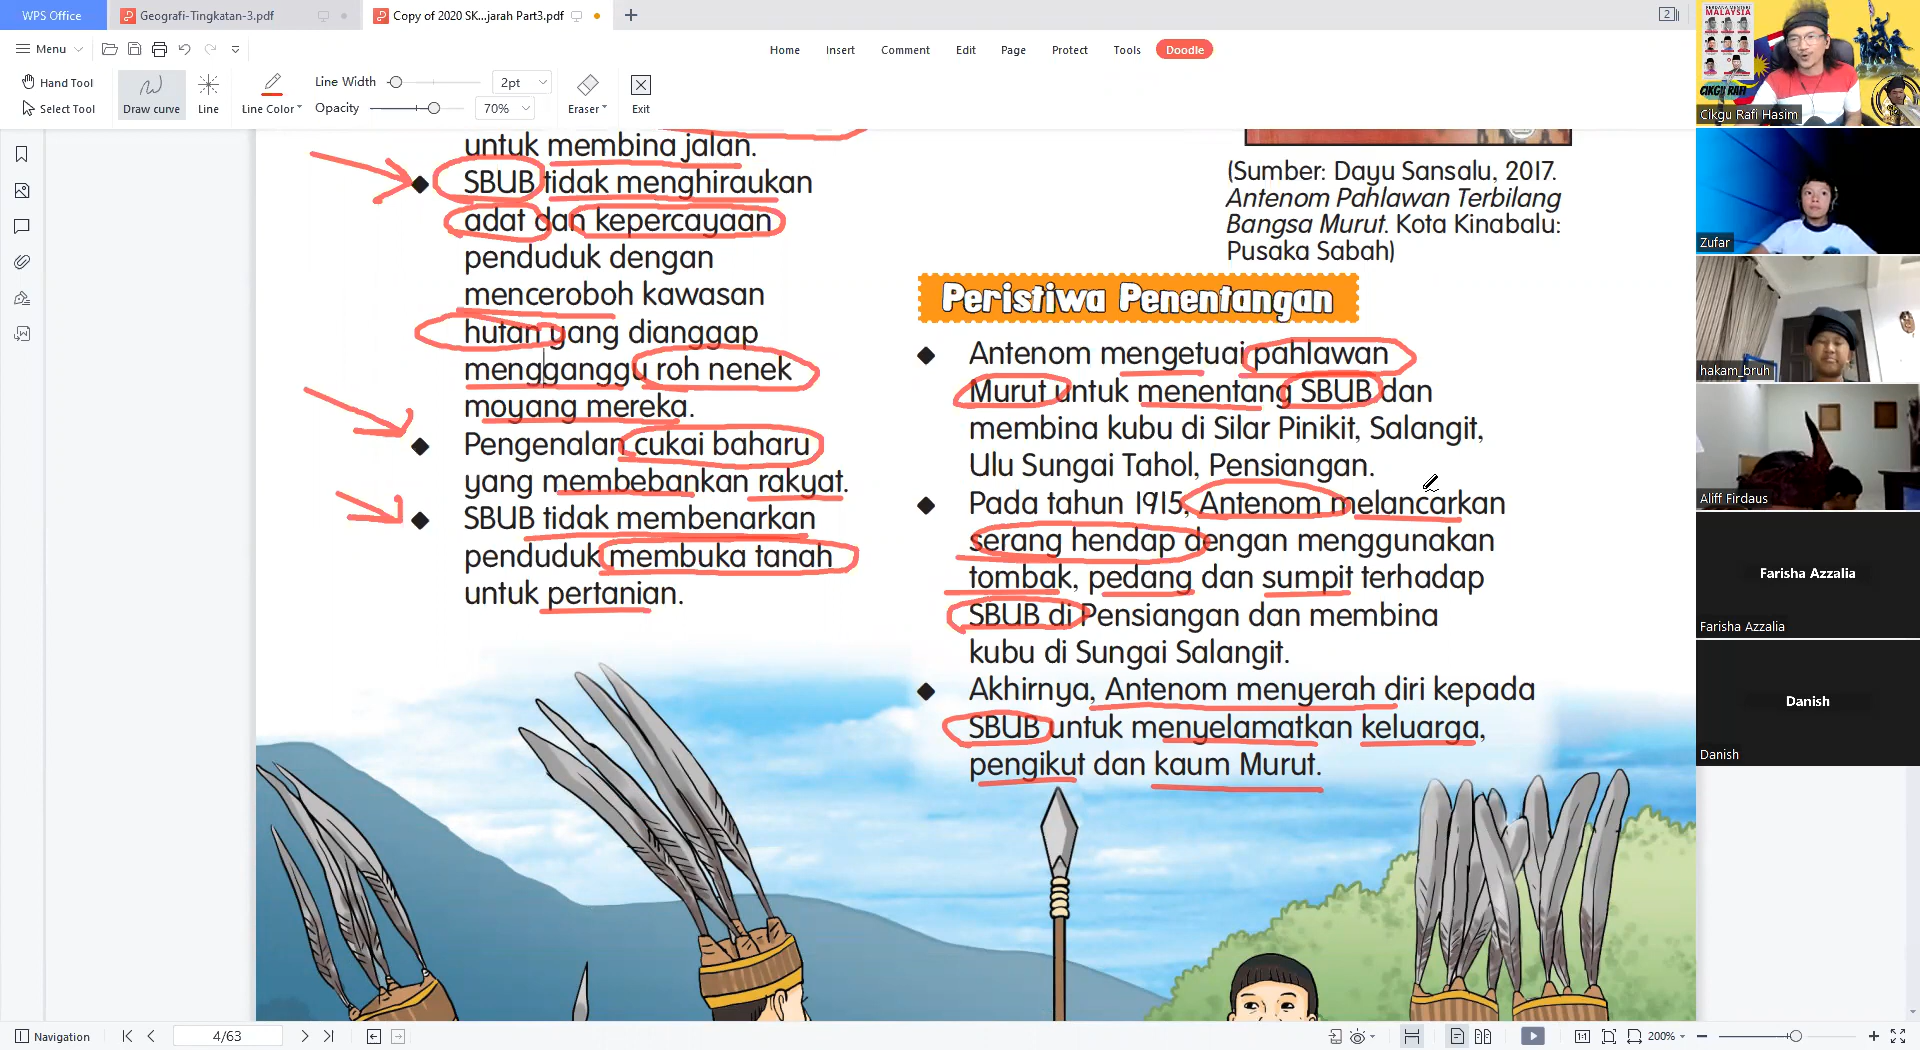 WPS Office
Geografi-Tingkatan-3.pdf
Copy of 2020 SK...jarah Part3.pdf
2
Menu
Home
Insert
Comment
Edit
Page
Protect
Tools
Doodle
Hand Tool
Select Tool
Draw curve
Line
Line Color
Line Width
2pt
Opacity
70%
Eraser
Exit
untuk membina jalan.
SBUB tidak menghiraukan
adat dan kepercayaan
penduduk dengan
menceroboh kawasan
hutan yang dianggap
mengganggu roh nenek
moyang mereka.
Pengenalan cukai baharu
yang membebankan rakyat.
SBUB tidak membenarkan
penduduk membuka tanah
untuk pertanian.
(Sumber: Dayu Sansalu, 2017.
Antenom Pahlawan Terbilang
Bangsa Murut. Kota Kinabalu:
Pusaka Sabah)
Peristiwa Penentangan
Antenom mengetuai pahlawan
Murut untuk menentang SBUB dan
membina kubu di Silar Pinikit, Salangit,
Ulu Sungai Tahol, Pensiangan.
Pada tahun 1915, Antenom melancarkan
serang hendap dengan menggunakan
tombak, pedang dan sumpit terhadap
SBUB di Pensiangan dan membina
kubu di Sungai Salangit.
Akhirnya, Antenom menyerah diri kepada
SBUB untuk menyelamatkan keluarga,
pengikut dan kaum Murut.
PERDANA MENTERI
MALAYSIA
CIKGU RAFI
Cikgu Rafi Hasim
Zufar
hakam_bruh
Aliff Firdaus
Farisha Azzalia
Farisha Azzalia
Danish
Danish
Navigation
4/63
1:1
200%